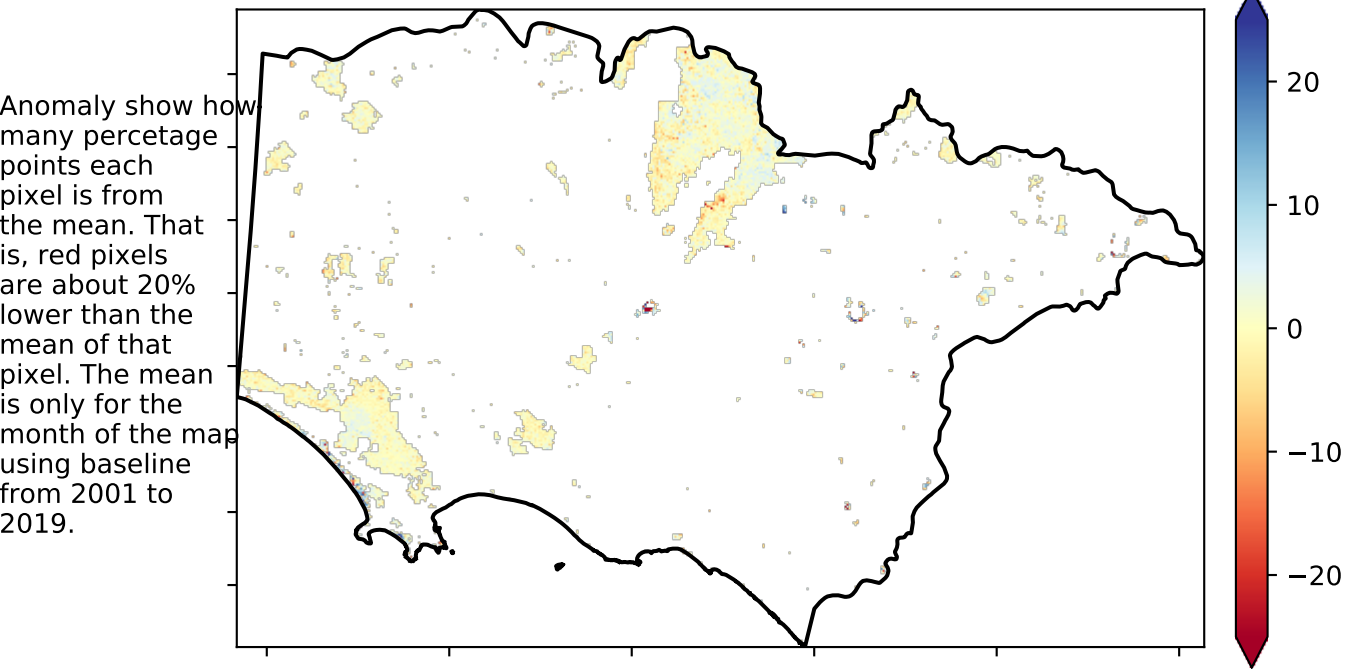 Anomaly show how
many percetage
points each
pixel is from
the mean. That
is, red pixels
are about 20%
lower than the
mean of that
pixel. The mean
is only for the
month of the map
using baseline
from 2001 to
2019.
20
10
0
−10
−20